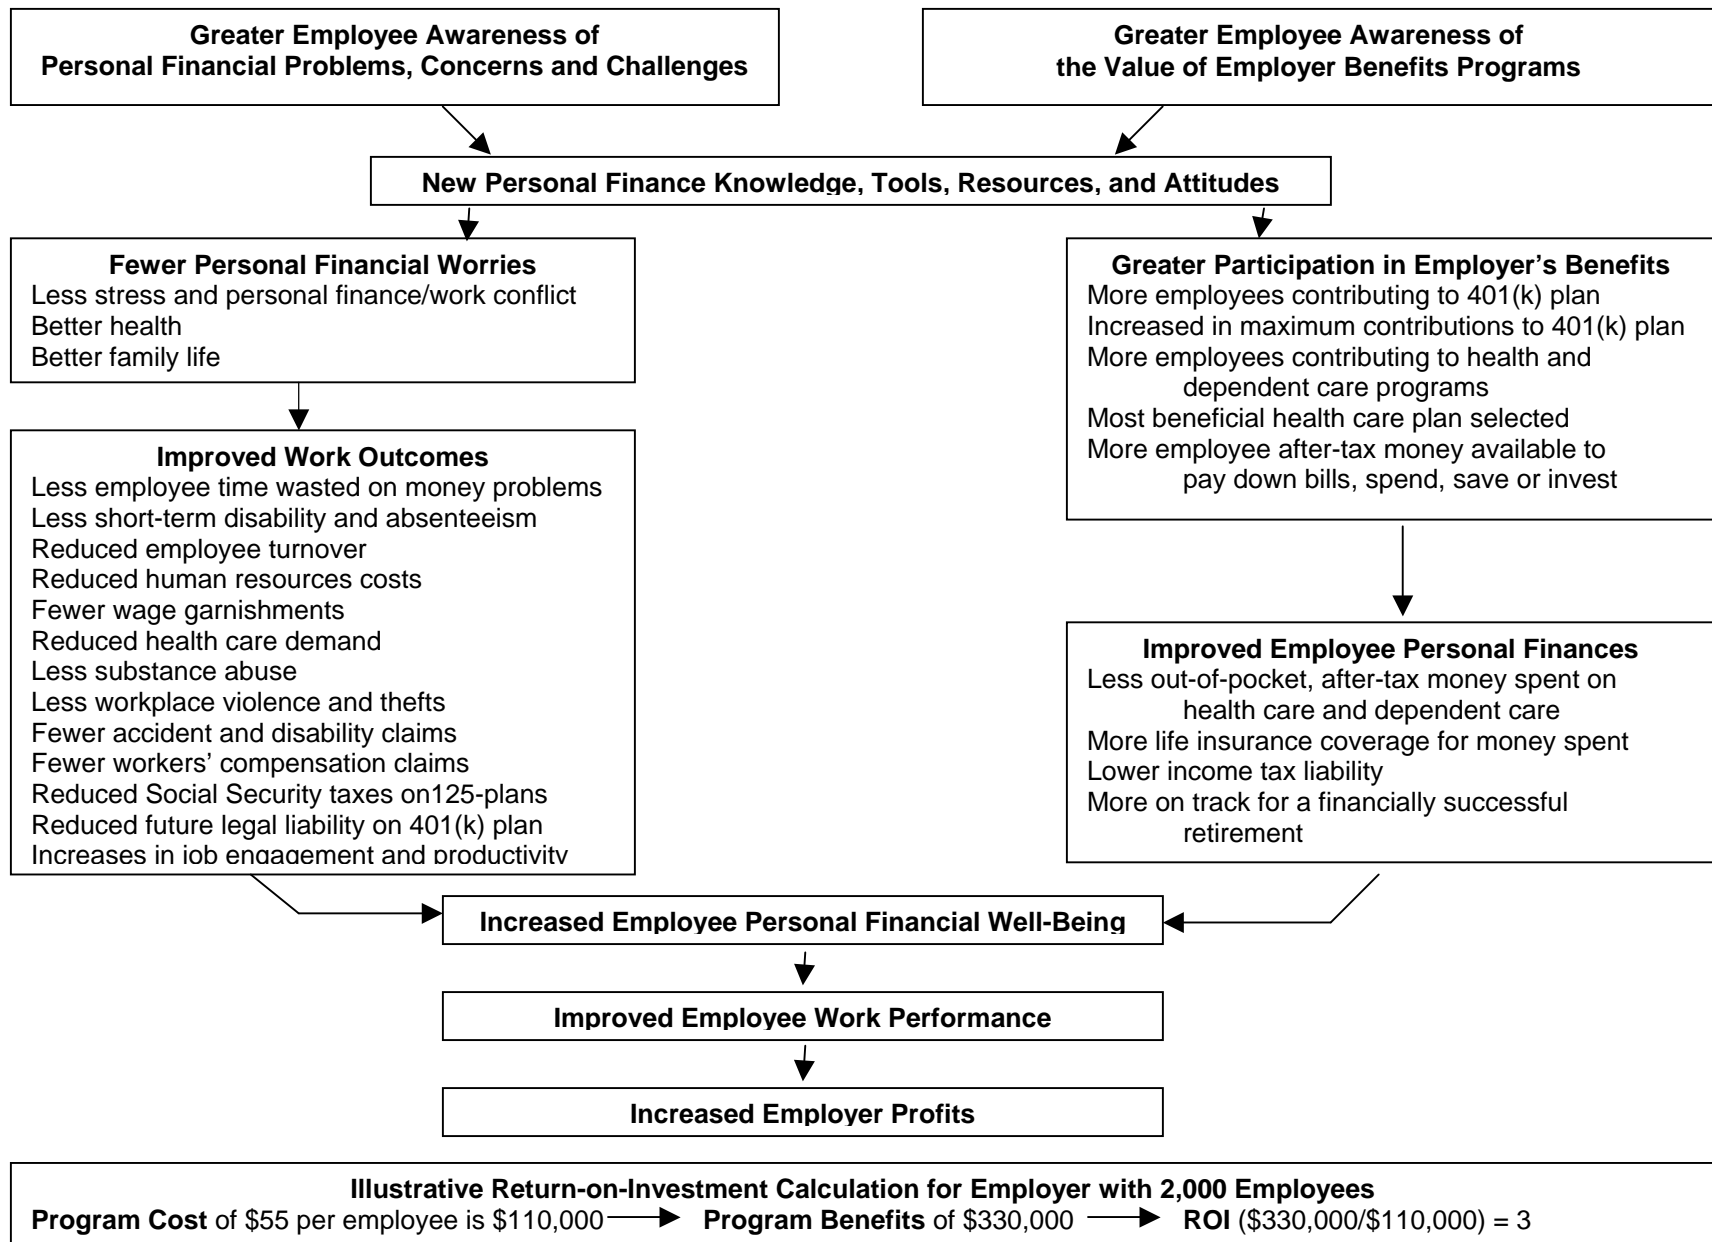 Greater Employee Awareness of
Personal Financial Problems, Concerns and Challenges
Greater Employee Awareness of
the Value of Employer Benefits Programs
New Personal Finance Knowledge, Tools, Resources, and Attitudes
Fewer Personal Financial Worries
Less stress and personal finance/work conflict
Better health
Better family life
Greater Participation in Employer’s Benefits
More employees contributing to 401(k) plan
Increased in maximum contributions to 401(k) plan
More employees contributing to health and
dependent care programs
Most beneficial health care plan selected
More employee after-tax money available to
pay down bills, spend, save or invest
Improved Work Outcomes
Less employee time wasted on money problems
Less short-term disability and absenteeism
Reduced employee turnover
Reduced human resources costs
Fewer wage garnishments
Reduced health care demand
Less substance abuse
Less workplace violence and thefts
Fewer accident and disability claims
Fewer workers’ compensation claims
Reduced Social Security taxes on125-plans
Reduced future legal liability on 401(k) plan
Increases in job engagement and productivity
Improved Employee Personal Finances
Less out-of-pocket, after-tax money spent on
health care and dependent care
More life insurance coverage for money spent
Lower income tax liability
More on track for a financially successful
retirement
Increased Employee Personal Financial Well-Being
Improved Employee Work Performance
Increased Employer Profits
Illustrative Return-on-Investment Calculation for Employer with 2,000 Employees
Program Cost of $55 per employee is $110,000 Program Benefits of $330,000 ROI ($330,000/$110,000) = 3